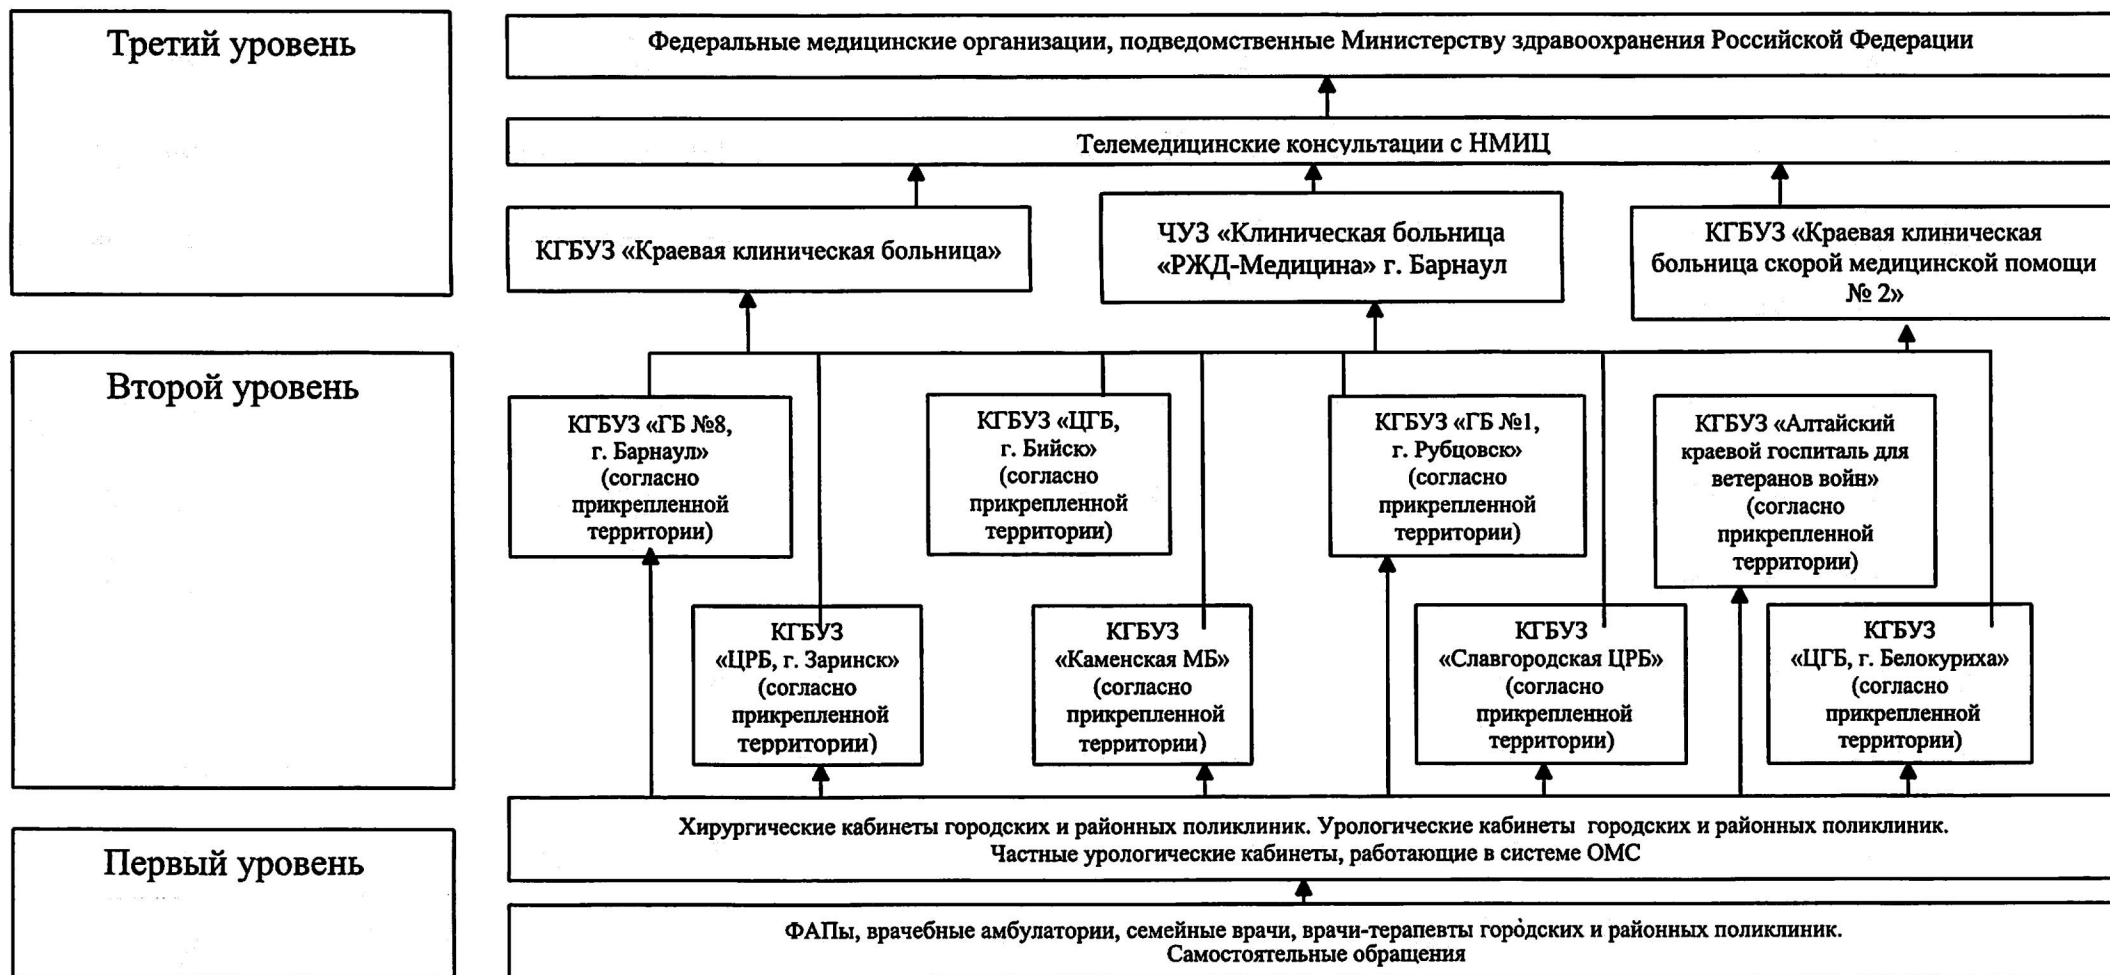 Третий уровень
Федеральные медицинские организации, подведомственные Министерству здравоохранения Российской Федерации
Телемедицинские консультации с НМИЦ
КГБУЗ «Краевая клиническая больница»
ЧУЗ «Клиническая больница
«РЖД-Медицина» г. Барнаул
КГБУЗ «Краевая клиническая
больница скорой медицинской помощи
№ 2»
Второй уровень
КГБУЗ «ГБ №8,
г. Барнаул»
(согласно
прикрепленной
территории)
КГБУЗ «ЦГБ,
г. Бийск»
(согласно
прикрепленной
территории)
КГБУЗ «ГБ №1,
г. Рубцовск»
(согласно
прикрепленной
территории)
КГБУЗ «Алтайский
краевой госпиталь для
ветеранов войн»
(согласно
прикрепленной
территории)
КГБУЗ
«ЦРБ, г. Заринск»
(согласно
прикрепленной
территории)
КГБУЗ
«Каменская МБ»
(согласно
прикрепленной
территории)
КГБУЗ
«Славгородская ЦРБ»
(согласно
прикрепленной
территории)
КГБУЗ
«ЦГБ, г. Белокуриха»
(согласно
прикрепленной
территории)
Первый уровень
Хирургические кабинеты городских и районных поликлиник. Урологические кабинеты городских и районных поликлиник.
Частные урологические кабинеты, работающие в системе ОМС
ФАПы, врачебные амбулатории, семейные врачи, врачи-терапевты городских и районных поликлиник.
Самостоятельные обращения